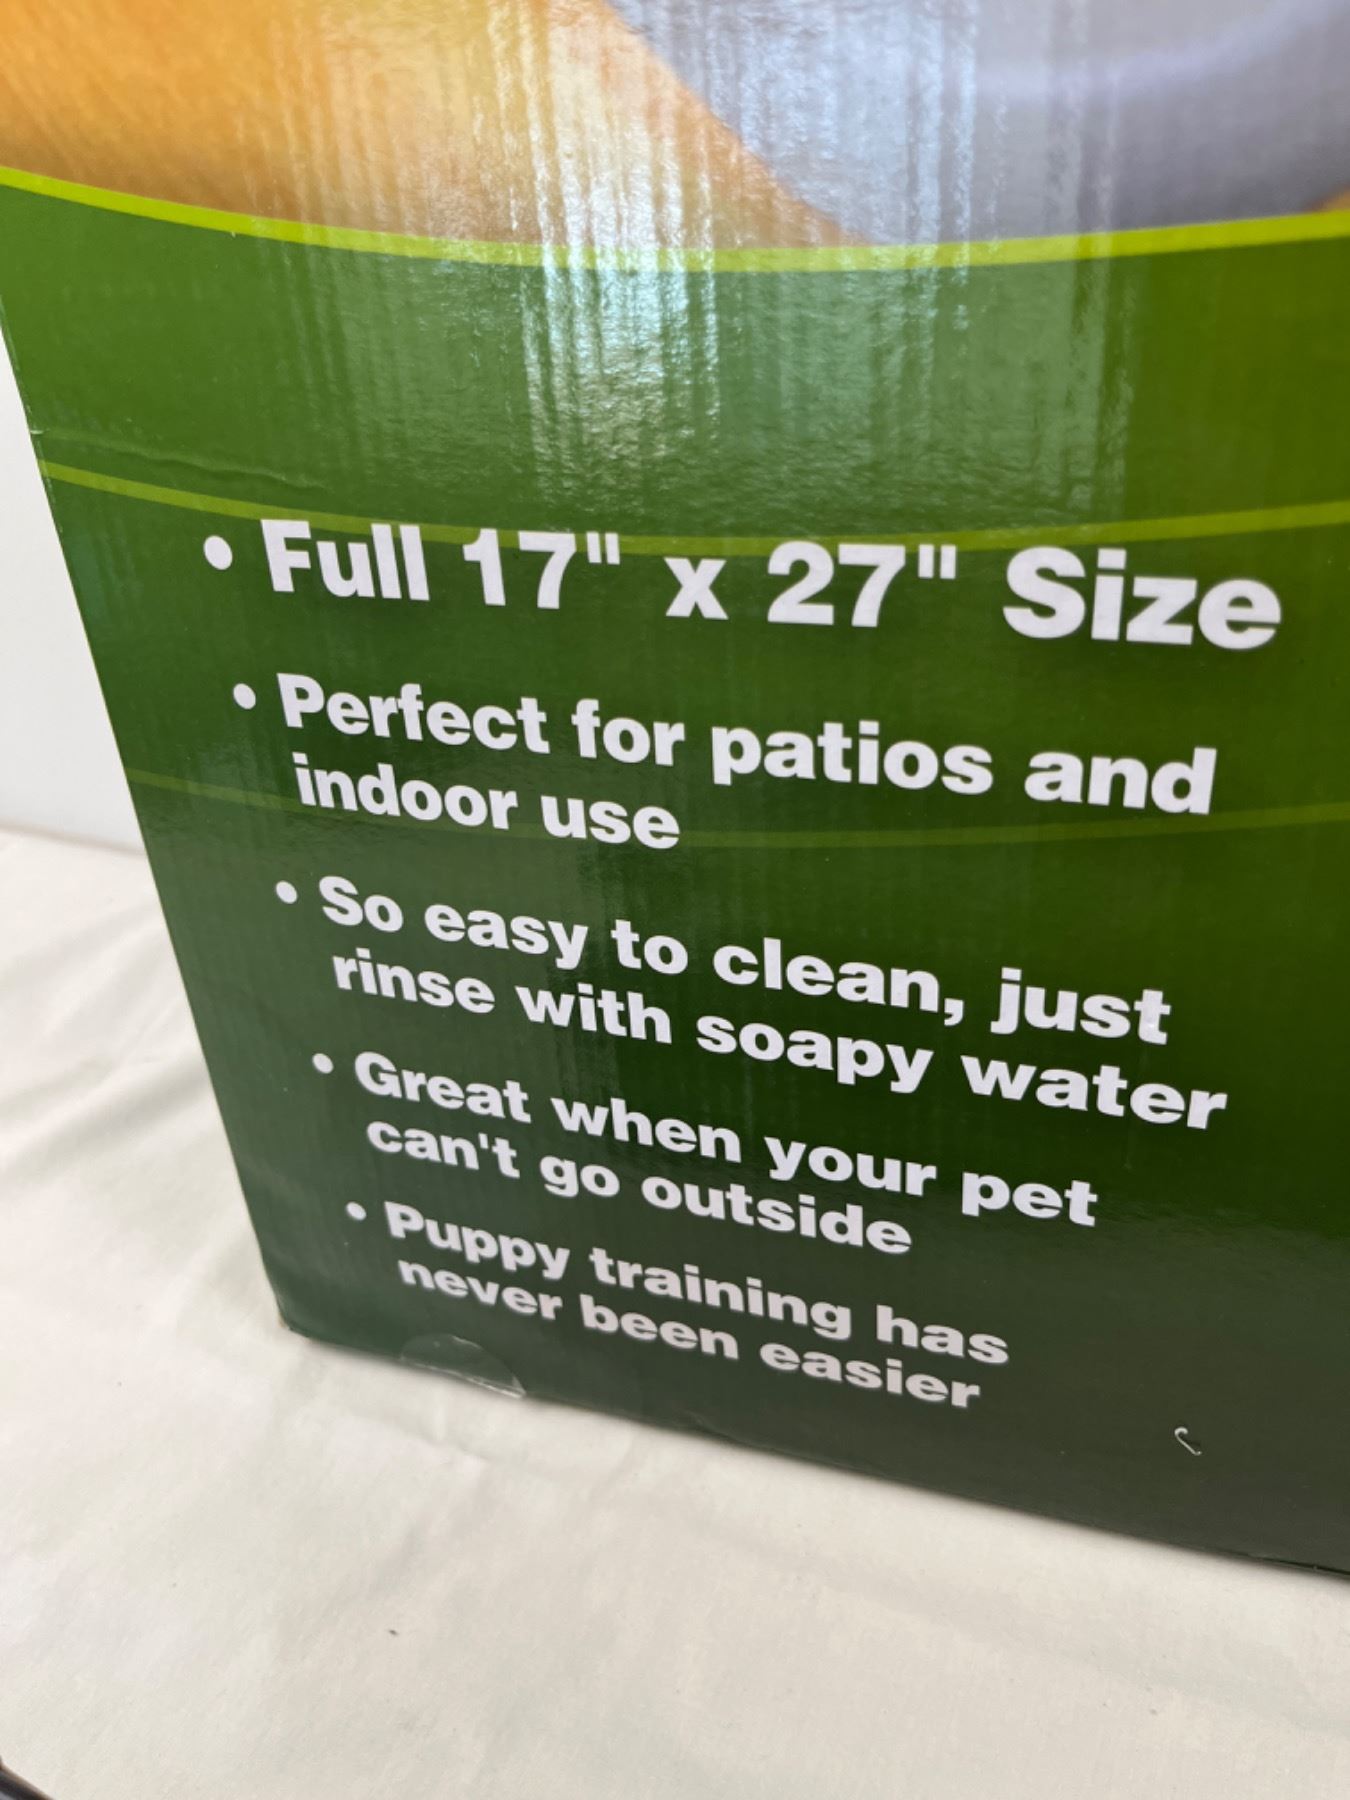 • Full 17" x 27" Size
• Perfect for patios and
indoor use
• So easy to clean, just
rinse with soapy water
• Great when your pet
can't go outside
• Puppy training has
never been easier